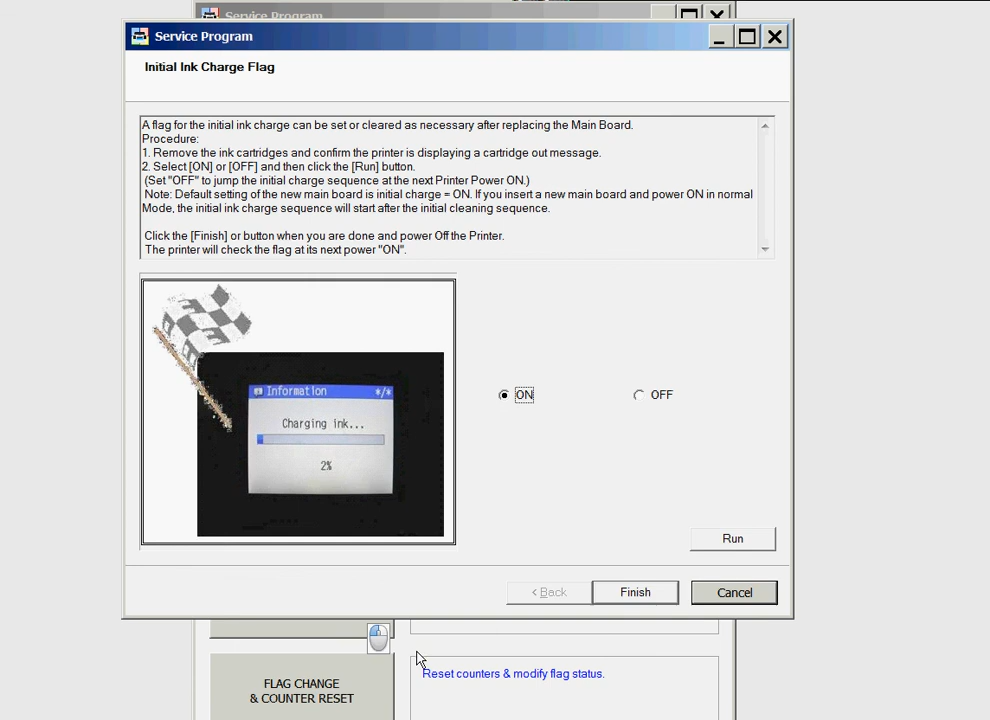 Service Program
Service Program
Initial Ink Charge Flag
A flag for the initial ink charge can be set or cleared as necessary after replacing the Main Board.
Procedure:
1. Remove the ink cartridges and confirm the printer is displaying a cartridge out message.
2. Select [ON] or [OFF] and then click the [Run] button.
(Set "OFF" to jump the initial charge sequence at the next Printer Power ON.)
Note: Default setting of the new main board is initial charge = ON. If you insert a new main board and power ON in normal
Mode, the initial ink charge sequence will start after the initial cleaning sequence.
Click the [Finish] or button when you are done and power Off the Printer.
The printer will check the flag at its next power "ON".
Information */*
Charging ink...
2%
ON
OFF
Run
< Back
Finish
Cancel
FLAG CHANGE
& COUNTER RESET
Reset counters & modify flag status.